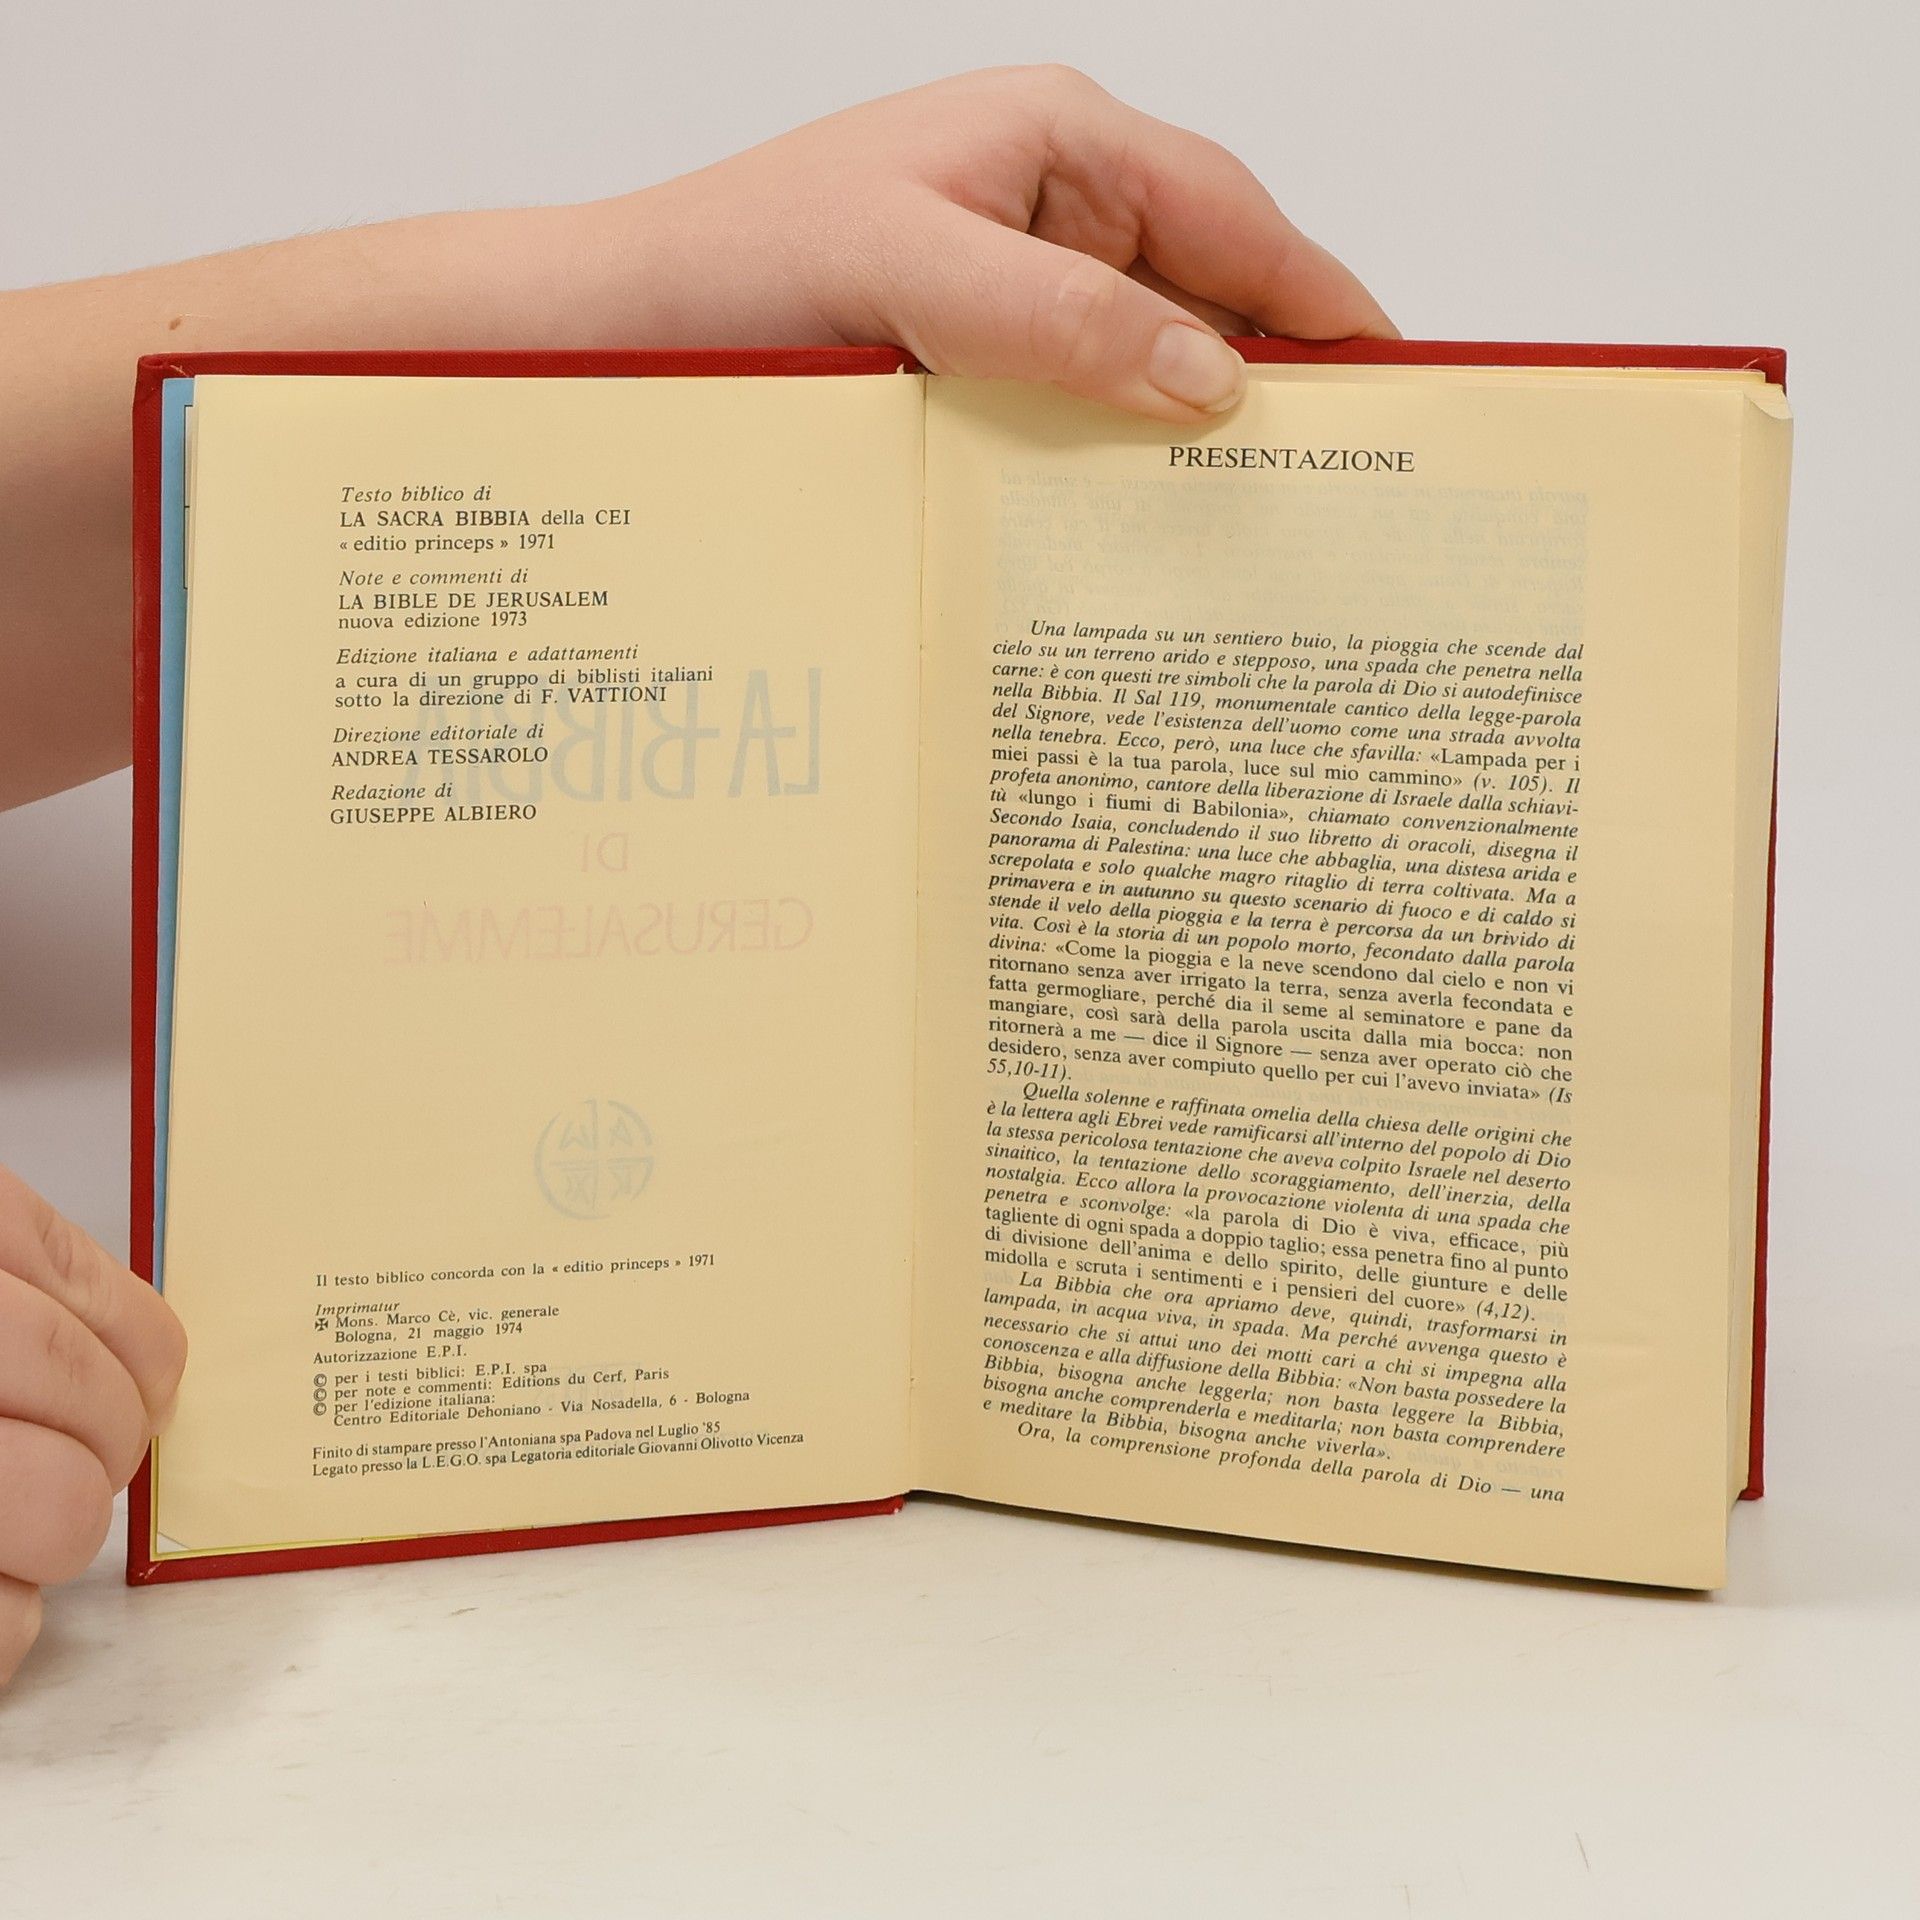 Testo biblico di
LA SACRA BIBBIA della CEI
« editio princeps » 1971
Note e commenti di
LA BIBLE DE JERUSALEM
nuova edizione 1973
Edizione italiana e adattamenti
a cura di un gruppo di biblisti italiani
sotto la direzione di F. VATTIONI
Direzione editoriale di
ANDREA TESSAROLO
Redazione di
GIUSEPPE ALBIERO
LA BIBBIA
DI
GERUSALEMME
Il testo biblico concorda con la « editio princeps » 1971
Imprimatur
✠ Mons. Marco Cè, vic. generale
Bologna, 21 maggio 1974
Autorizzazione E.P.I.
© per i testi biblici: E.P.I. spa
© per note e commenti: Editions du Cerf, Paris
© per l'edizione italiana:
Centro Editoriale Dehoniano - Via Nosadella, 6 - Bologna
Finito di stampare presso l'Antoniana spa Padova nel Luglio '85
Legato presso la L.E.G.O. spa Legatoria editoriale Giovanni Olivotto Vicenza
PRESENTAZIONE
Una lampada su un sentiero buio, la pioggia che scende dal
cielo su un terreno arido e stepposo, una spada che penetra nella
carne: è con questi tre simboli che la parola di Dio si autodefinisce
nella Bibbia. Il Sal 119, monumentale cantico della legge-parola
del Signore, vede l'esistenza dell'uomo come una strada avvolta
nella tenebra. Ecco, però, una luce che sfavilla: «Lampada per i
miei passi è la tua parola, luce sul mio cammino» (v. 105). Il
profeta anonimo, cantore della liberazione di Israele dalla schiavi-
tù «lungo i fiumi di Babilonia», chiamato convenzionalmente
Secondo Isaia, concludendo il suo libretto di oracoli, disegna il
panorama di Palestina: una luce che abbaglia, una distesa arida e
screpolata e solo qualche magro ritaglio di terra coltivata. Ma a
primavera e in autunno su questo scenario di fuoco e di caldo si
stende il velo della pioggia e la terra è percorsa da un brivido di
vita. Così è la storia di un popolo morto, fecondato dalla parola
divina: «Come la pioggia e la neve scendono dal cielo e non vi
ritornano senza aver irrigato la terra, senza averla fecondata e
fatta germogliare, perché dia il seme al seminatore e pane da
mangiare, così sarà della parola uscita dalla mia bocca: non
ritornerà a me — dice il Signore — senza aver operato ciò che
desidero, senza aver compiuto quello per cui l'avevo inviata» (Is
55,10-11).
Quella solenne e raffinata omelia della chiesa delle origini che
è la lettera agli Ebrei vede ramificarsi all'interno del popolo di Dio
la stessa pericolosa tentazione che aveva colpito Israele nel deserto
sinaitico, la tentazione dello scoraggiamento, dell'inerzia, della
nostalgia. Ecco allora la provocazione violenta di una spada che
penetra e sconvolge: «la parola di Dio è viva, efficace, più
tagliente di ogni spada a doppio taglio; essa penetra fino al punto
di divisione dell'anima e dello spirito, delle giunture e delle
midolla e scruta i sentimenti e i pensieri del cuore» (4,12).
La Bibbia che ora apriamo deve, quindi, trasformarsi in
lampada, in acqua viva, in spada. Ma perché avvenga questo è
necessario che si attui uno dei motti cari a chi si impegna alla
conoscenza e alla diffusione della Bibbia: «Non basta possedere la
Bibbia, bisogna anche leggerla; non basta leggere la Bibbia,
bisogna anche comprenderla e meditarla; non basta comprendere
e meditare la Bibbia, bisogna anche viverla».
Ora, la comprensione profonda della parola di Dio — una